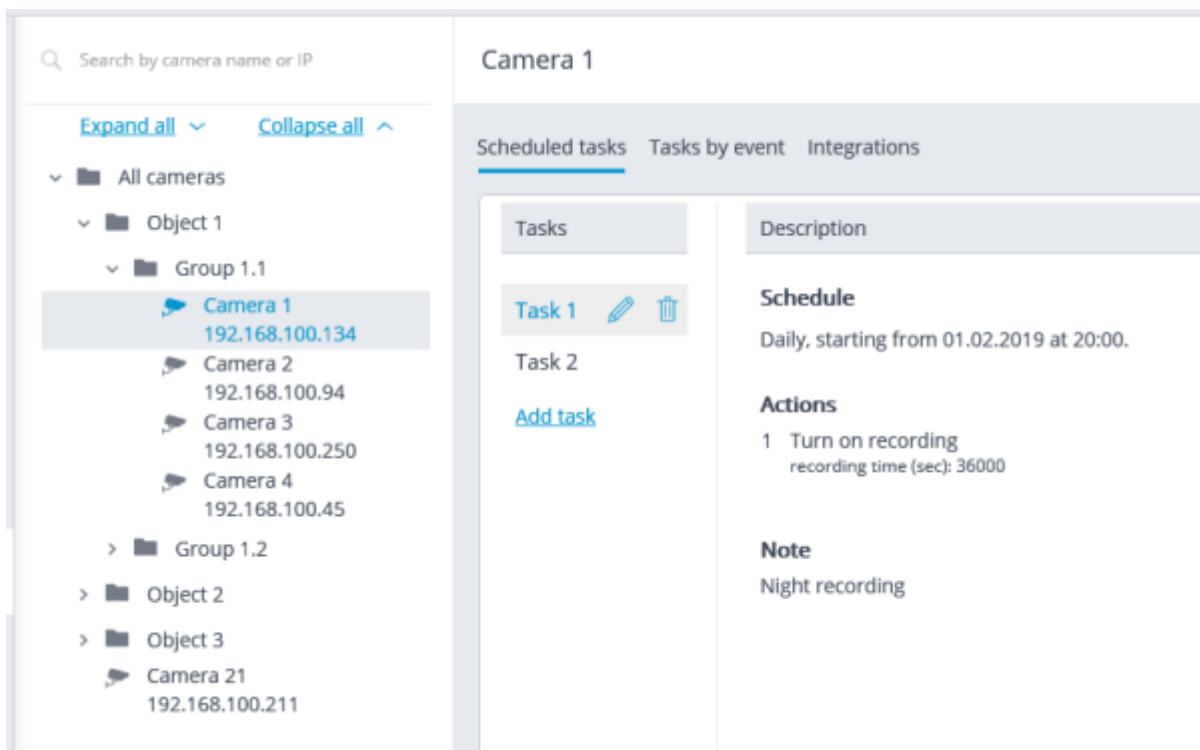 Search by camera name or IP
Expand all
Collapse all
All cameras
Object 1
Group 1.1
Camera 1
192.168.100.134
Camera 2
192.168.100.94
Camera 3
192.168.100.250
Camera 4
192.168.100.45
Group 1.2
Object 2
Object 3
Camera 21
192.168.100.211
Camera 1
Scheduled tasks Tasks by event Integrations
Tasks
Task 1
Task 2
Add task
Description
Schedule
Daily, starting from 01.02.2019 at 20:00.
Actions
1 Turn on recording
recording time (sec): 36000
Note
Night recording